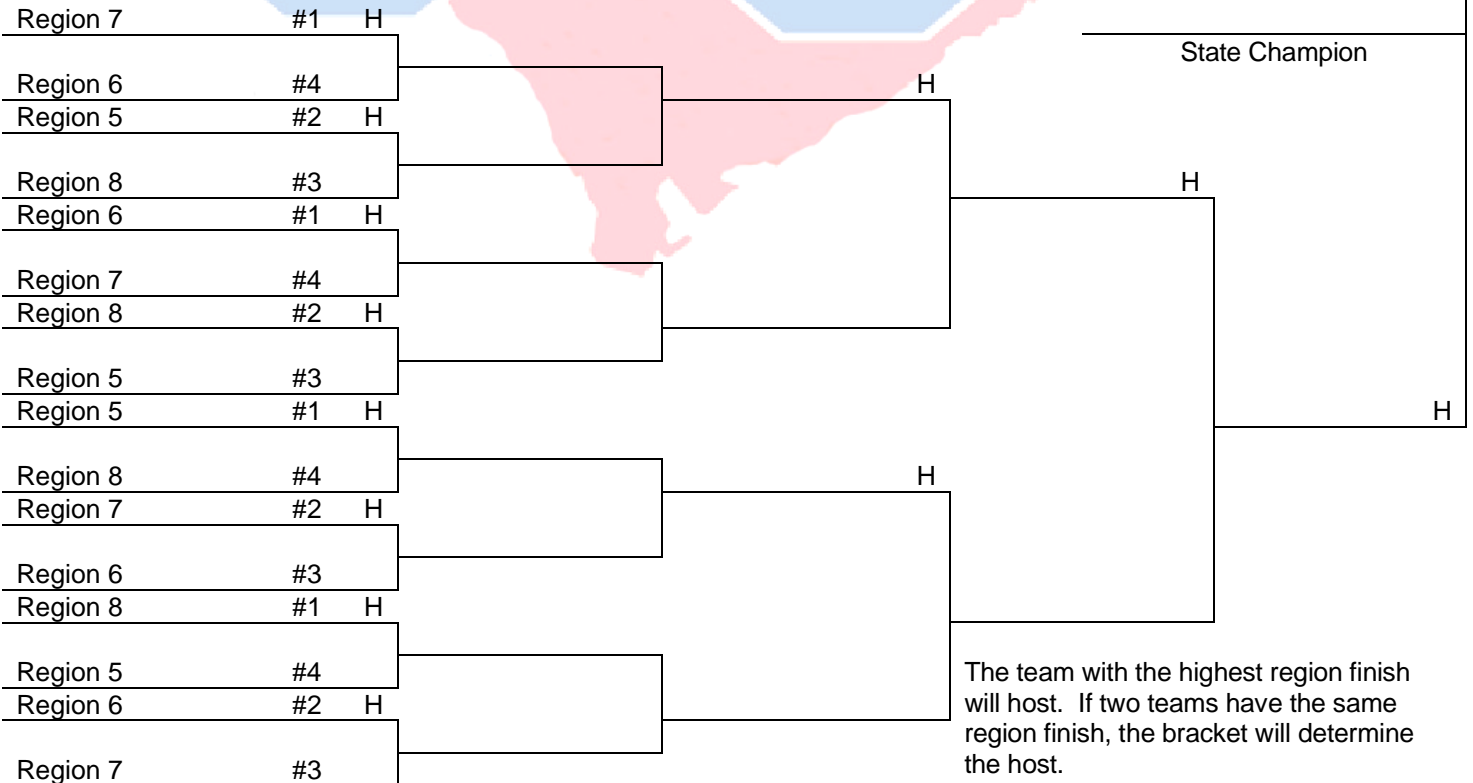 Region 7 #1 H
State Champion
Region 6 #4 H
Region 5 #2 H
Region 8 #3 H
Region 6 #1 H
Region 7 #4
Region 8 #2 H
Region 5 #3
Region 5 #1 H H
Region 8 #4 H
Region 7 #2 H
Region 6 #3
Region 8 #1 H
Region 5 #4
Region 6 #2 H
Region 7 #3
The team with the highest region finish
will host. If two teams have the same
region finish, the bracket will determine
the host.